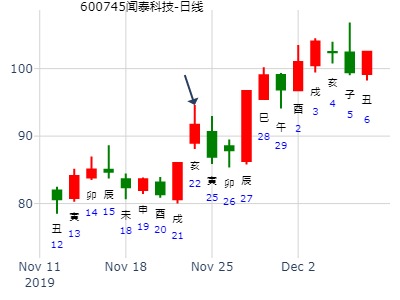 600745闻泰科技-日线
100
90
80
丑
12
寅
13
卯
14
辰
15
未
18
申
19
酉
20
戌
21
亥
22
寅
25
卯
26
辰
27
巳
28
午
29
酉
2
戌
3
亥
4
子
5
丑
6
Nov 11
2019
Nov 18
Nov 25
Dec 2